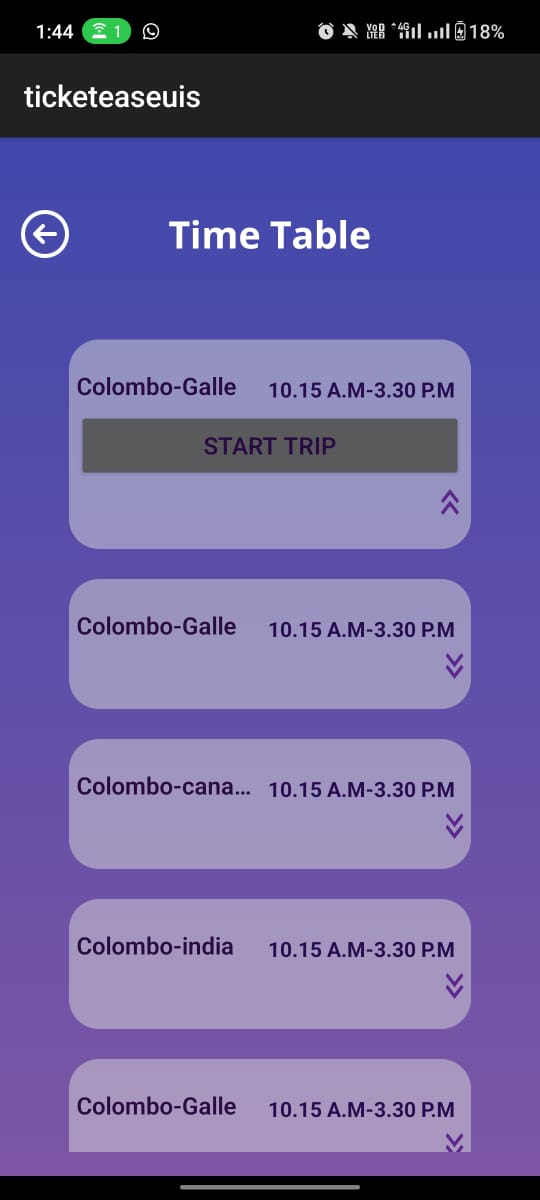 1:44 1 VoD LTE 4G 18%
ticketeaseuis
Time Table
Colombo-Galle 10.15 A.M-3.30 P.M
START TRIP
Colombo-Galle 10.15 A.M-3.30 P.M
Colombo-cana... 10.15 A.M-3.30 P.M
Colombo-india 10.15 A.M-3.30 P.M
Colombo-Galle 10.15 A.M-3.30 P.M